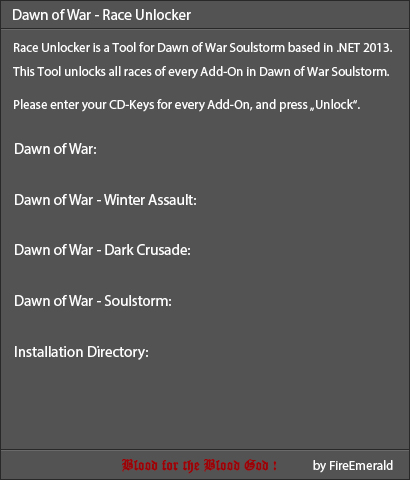 Dawn of War - Race Unlocker
Race Unlocker is a Tool for Dawn of War Soulstorm based in .NET 2013.
This Tool unlocks all races of every Add-On in Dawn of War Soulstorm.
Please enter your CD-Keys for every Add-On, and press „Unlock“.
Dawn of War:
Dawn of War - Winter Assault:
Dawn of War - Dark Crusade:
Dawn of War - Soulstorm:
Installation Directory:
Blood for the Blood God ! by FireEmerald